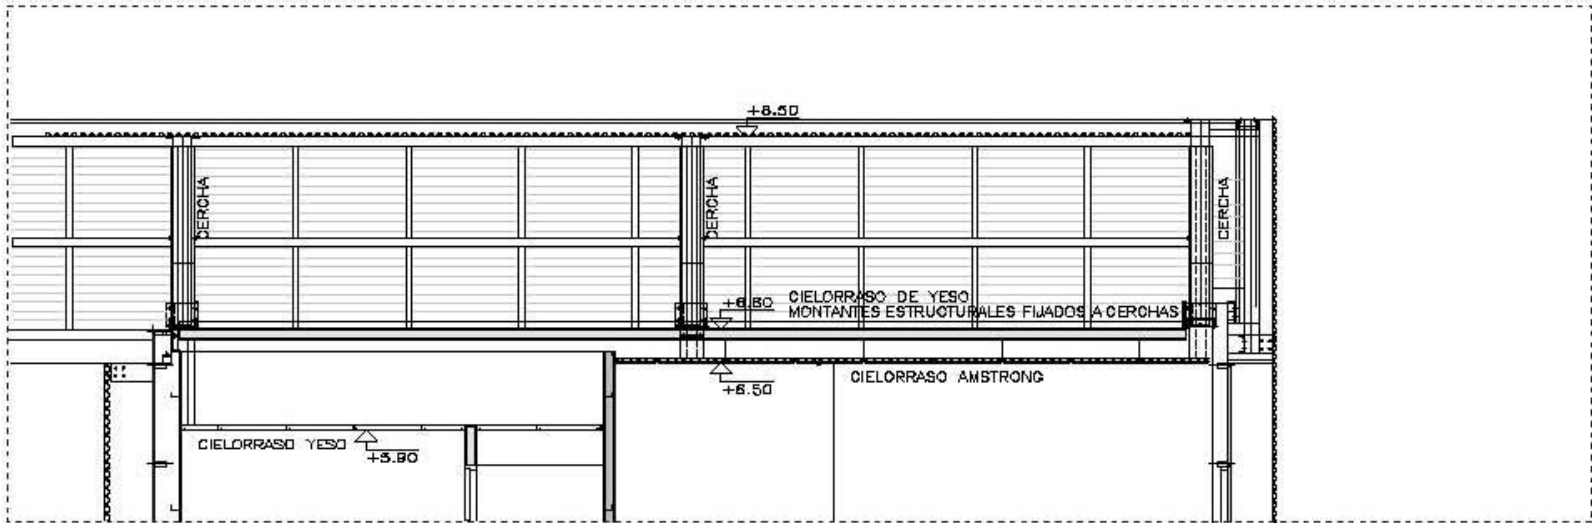 +8.50
CERCHA
CERCHA
CERCHA
+6.80
CIELORRASO DE YESO
MONTANTES ESTRUCTURALES FIJADOS A CERCHAS
CIELORRASO AMSTRONG
+6.50
CIELORRASO YESO
+5.90